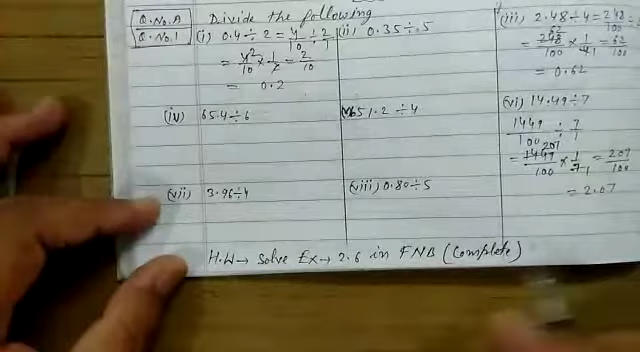 Q.No.A Divide the following
Q.No.1 (i) 0.4÷2 = 4/10 ÷ 2/1
= 4²/10 × 1/2 = 2/10
= 0.2
(ii) 0.35÷5
(iii) 2.48÷4 = 248/100
= 248/100 × 1/4 = 62/100
= 0.62
(iv) 65.4÷6
(v) 651.2÷4
(vi) 14.49÷7
1449/100 ÷ 7/1
= 1449/100 × 1/7 = 207/100
= 2.07
(vii) 3.96÷4
(viii) 0.80÷5
H.W→ solve Ex→ 2.6 in FNB (Complete)